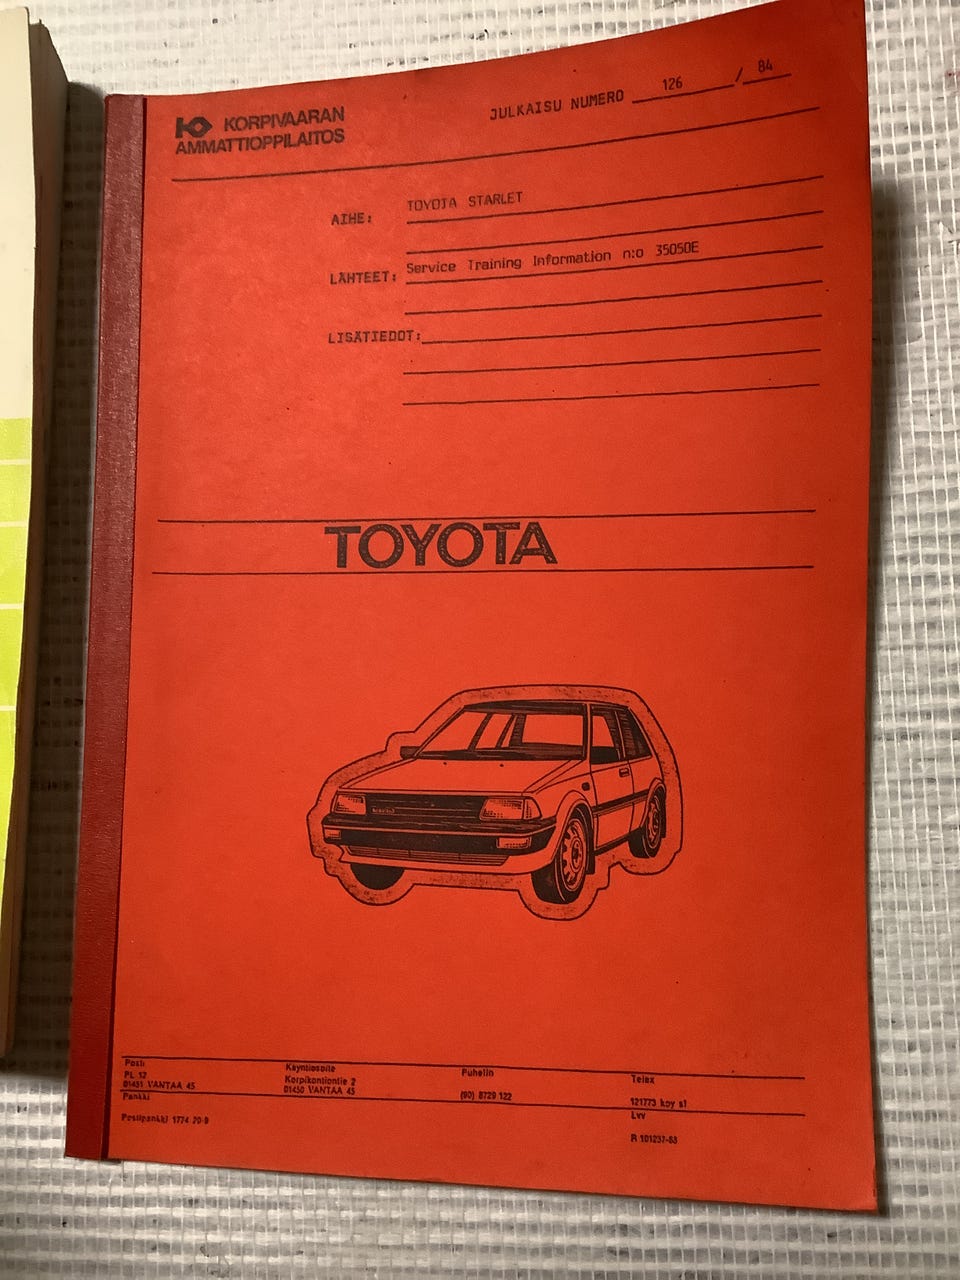 KORPIVAARAN
AMMATTIOPPILAITOS
JULKAISU NUMERO 126 / 84
AIHE: TOYOTA STARLET
LÄHTEET: Service Training Information n:o 35050E
LISÄTIEDOT:
TOYOTA
Posti
PL 12
01451 VANTAA 45
Käyntiosoite
Korpikontiontie 2
01450 VANTAA 45
Puhelin
(90) 8729 122
Telex
121773 kov sf
Pankki
Postipankki 1774 20-9
Lvv
R 101237-83